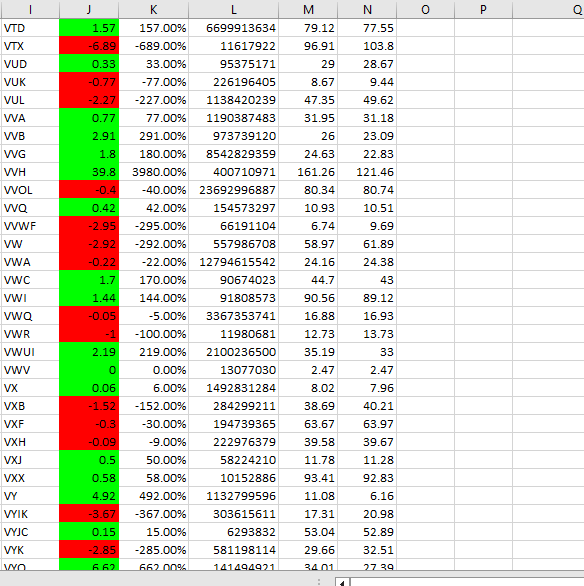 I J K L M N O P Q
VTD 1.57 157.00% 6699913634 79.12 77.55
VTX -6.89 -689.00% 11617922 96.91 103.8
VUD 0.33 33.00% 95375171 29 28.67
VUK -0.77 -77.00% 226196405 8.67 9.44
VUL -2.27 -227.00% 1138420239 47.35 49.62
VVA 0.77 77.00% 1190387483 31.95 31.18
VVB 2.91 291.00% 973739120 26 23.09
VVG 1.8 180.00% 8542829359 24.63 22.83
VVH 39.8 3980.00% 400710971 161.26 121.46
VVOL -0.4 -40.00% 23692996887 80.34 80.74
VVQ 0.42 42.00% 154573297 10.93 10.51
VVWF -2.95 -295.00% 66191104 6.74 9.69
VW -2.92 -292.00% 557986708 58.97 61.89
VWA -0.22 -22.00% 12794615542 24.16 24.38
VWC 1.7 170.00% 90674023 44.7 43
VWI 1.44 144.00% 91808573 90.56 89.12
VWQ -0.05 -5.00% 3367353741 16.88 16.93
VWR -1 -100.00% 11980681 12.73 13.73
VWUI 2.19 219.00% 2100236500 35.19 33
VWV 0 0.00% 13077030 2.47 2.47
VX 0.06 6.00% 1492831284 8.02 7.96
VXB -1.52 -152.00% 284299211 38.69 40.21
VXF -0.3 -30.00% 194739365 63.67 63.97
VXH -0.09 -9.00% 222976379 39.58 39.67
VXJ 0.5 50.00% 58224210 11.78 11.28
VXX 0.58 58.00% 10152886 93.41 92.83
VY 4.92 492.00% 1132799596 11.08 6.16
VYIK -3.67 -367.00% 303615611 17.31 20.98
VYJC 0.15 15.00% 6293832 53.04 52.89
VYK -2.85 -285.00% 581198114 29.66 32.51
VYO 6.62 662.00% 141494921 34.01 27.39